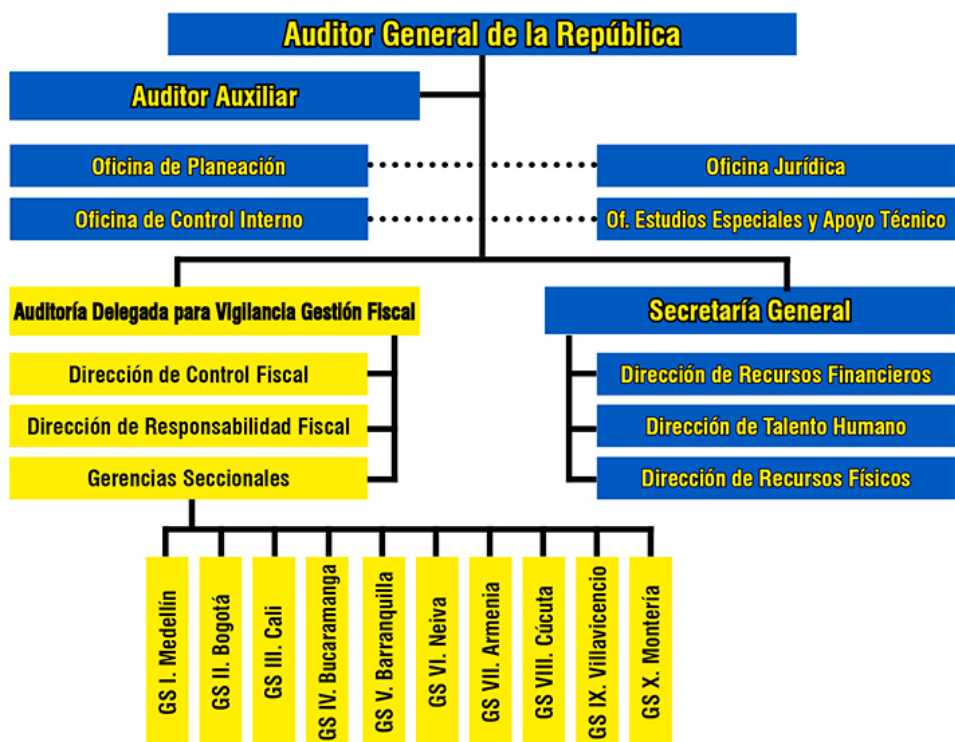 Auditor General de la República
Auditor Auxiliar
Oficina de Planeación
Oficina Jurídica
Oficina de Control Interno
Of. Estudios Especiales y Apoyo Técnico
Auditoría Delegada para Vigilancia Gestión Fiscal
Secretaría General
Dirección de Control Fiscal
Dirección de Recursos Financieros
Dirección de Responsabilidad Fiscal
Dirección de Talento Humano
Gerencias Seccionales
Dirección de Recursos Físicos
GS I. Medellín
GS II. Bogotá
GS III. Cali
GS IV. Bucaramanga
GS V. Barranquilla
GS VI. Neiva
GS VII. Armenia
GS VIII. Cúcuta
GS IX. Villavicencio
GS X. Montería